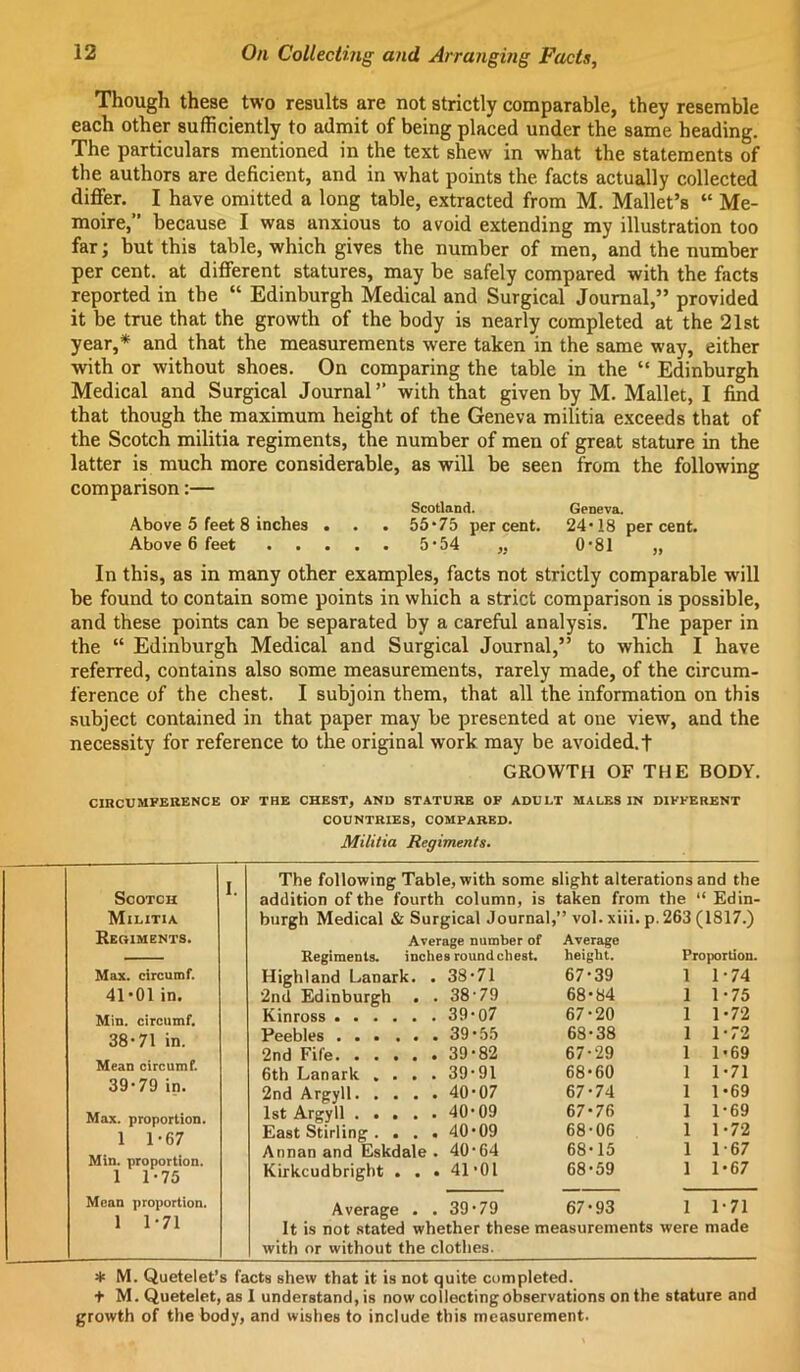 12 On Collecting and Arranging Facts,
Though these two results are not strictly comparable, they resemble
each other sufficiently to admit of being placed under the same heading.
The particulars mentioned in the text shew in what the statements of
the authors are deficient, and in what points the facts actually collected
differ. I have omitted a long table, extracted from M. Mallet's “ Me-
moire,” because I was anxious to avoid extending my illustration too
far; but this table, which gives the number of men, and the number
per cent. at different statures, may be safely compared with the facts
reported in the “ Edinburgh Medical and Surgical Journal,” provided
it be true that the growth of the body is nearly completed at the 21st
year,* and that the measurements were taken in the same way, either
with or without shoes. On comparing the table in the “ Edinburgh
Medical and Surgical Journal” with that given by M. Mallet, I find
that though the maximum height of the Geneva militia exceeds that of
the Scotch militia regiments, the number of men of great stature in the
latter is much more considerable, as will be seen from the following
comparison:—
Scotland. Geneva.
Above 5 feet 8 inches . . . 55·75 per cent. 24·18 per cent.
Above 6 feet . . . . . 5·54 „ 0·81 „
In this, as in many other examples, facts not strictly comparable will
be found to contain some points in which a strict comparison is possible,
and these points can be separated by a careful analysis. The paper in
the “ Edinburgh Medical and Surgical Journal,” to which I have
referred, contains also some measurements, rarely made, of the circum-
ference of the chest. I subjoin them, that all the information on this
subject contained in that paper may be presented at one view, and the
necessity for reference to the original work may be avoided.†
GROWTH OF THE BODY.
CIRCUMFERENCE OF THE CHEST, AND STATURE OF ADULT MALES IN DIFFERENT
COUNTRIES, COMPARED.
Militia Regiments.
SCOTCH
MILITIA
REGIMENTS.
Max. circumf.
41·01 in.
Min. circumf.
38·71 in.
Mean circumf.
39·79 in.
Max. proportion.
1 1·67
Min. proportion.
1 1·75
Mean proportion.
1 1·71
I.
The following Table, with some slight alterations and the
addition of the fourth column, is taken from the “ Edin-
burgh Medical & Surgical Journal,” vol. xiii. p. 263 (1817.)
Average number of Average
Regiments. inches round chest. height. Proportion.
Highland Lanark. . 38·71 67·39 1 1·74
2nd Edinburgh . . 38·79 68·84 1 1·75
Kinross . . . . . . 39·07 67·20 1 1·72
Peebles . . . . . . 39·55 68·38 1 1·72
2nd Fife. . . . . . 39·82 67·29 1 1·69
6th Lanark . . . . 39·91 68·60 1 1·71
2nd Argyll. . . . . 40·07 67·74 1 1·69
1st Argyll . . . . . 40·09 67·76 1 1·69
East Stirling . . . . 40·09 68·06 1 1·72
Annan and Eskdale . 40·64 68·15 1 1·67
Kirkcudbright . . . 41·01 68·59 1 1·67
Average . . 39·79 67·93 1 1·71
It is not stated whether these measurements were made
with or without the clothes.
* M. Quetelet's facts shew that it is not quite completed.
† M. Quetelet, as I understand, is now collecting observations on the stature and
growth of the body, and wishes to include this measurement.